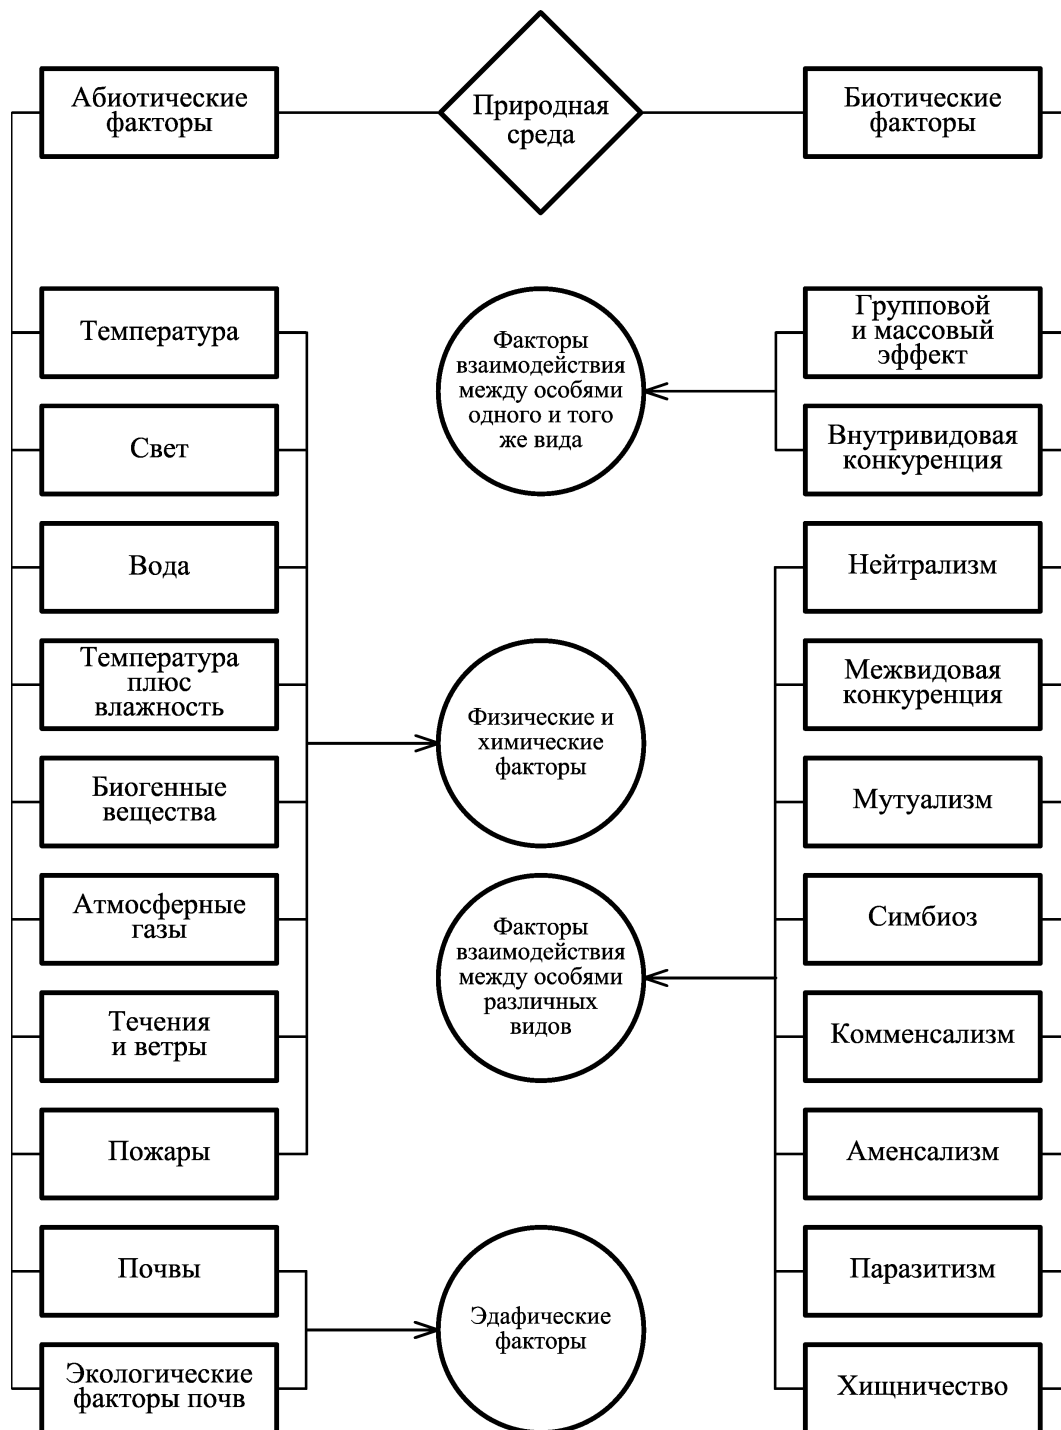 Абиотические
факторы
Природная
среда
Биотические
факторы
Температура
Свет
Вода
Температура
плюс
влажность
Биогенные
вещества
Атмосферные
газы
Течения
и ветры
Пожары
Почвы
Экологические
факторы почв
Факторы
взаимодействия
между особями
одного и того
же вида
Физические и
химические
факторы
Факторы
взаимодействия
между особями
различных
видов
Эдафические
факторы
Групповой
и массовый
эффект
Внутривидовая
конкуренция
Нейтрализм
Межвидовая
конкуренция
Мутуализм
Симбиоз
Комменсализм
Аменсализм
Паразитизм
Хищничество